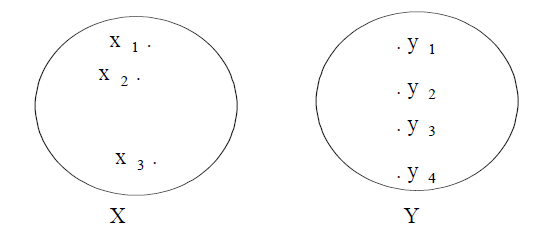 x 1 .
x 2 .
x 3 .
X
. y 1
. y 2
. y 3
. y 4
Y